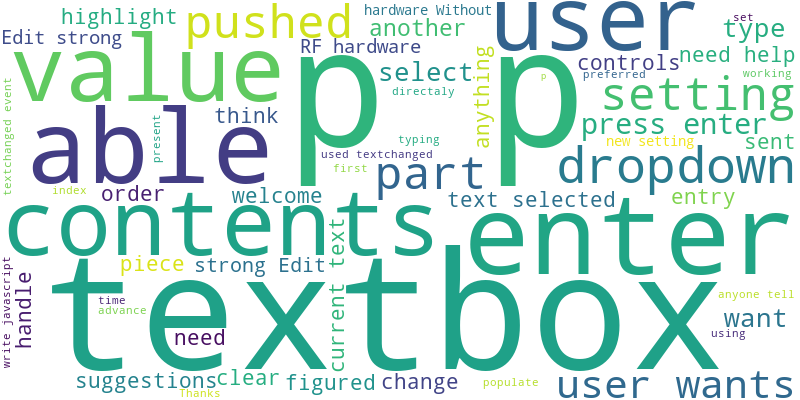 hardware Without
set
highlight
pushed
another
user
type
Edit strong
RF hardware
controls
need help
value
p
p
select
anything
preferred
working
textchanged event
directaly
setting
able
think
present
typing
press enter
sent
used textchanged
new setting
first
part
dropdown
index
order
welcome
text selected
entry
contents
enter
current text
piece
strong Edit
write javascript
handle
textbox
time
advance
need
anyone tell
want
using
suggestions
clear
figured
change
populate
user wants
Thanks
p